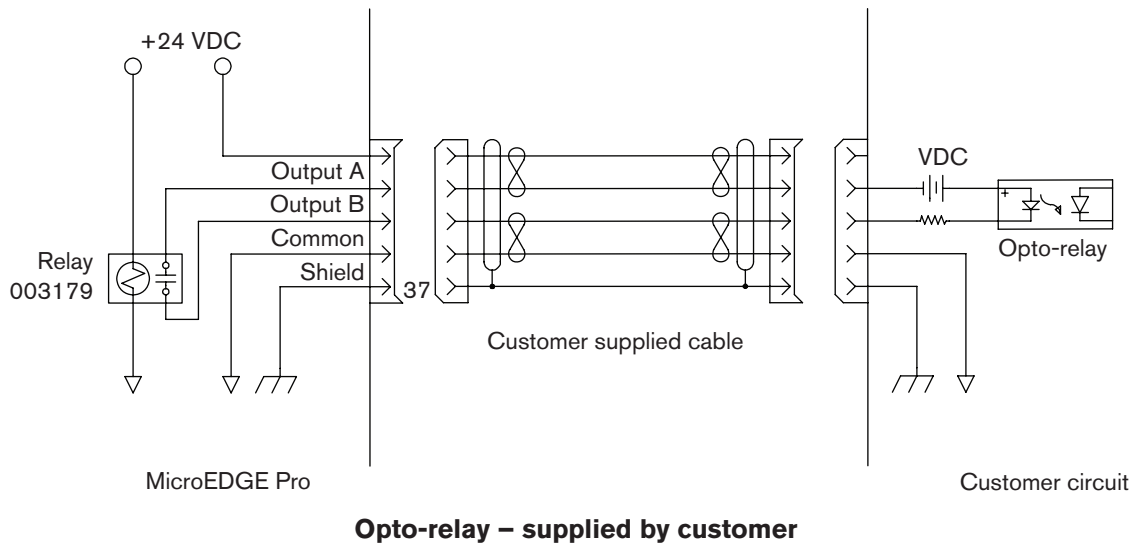 +24 VDC
Output A
Output B
Common
Shield
Relay
003179
37
Customer supplied cable
VDC
+
Opto-relay
MicroEDGE Pro
Customer circuit
Opto-relay – supplied by customer